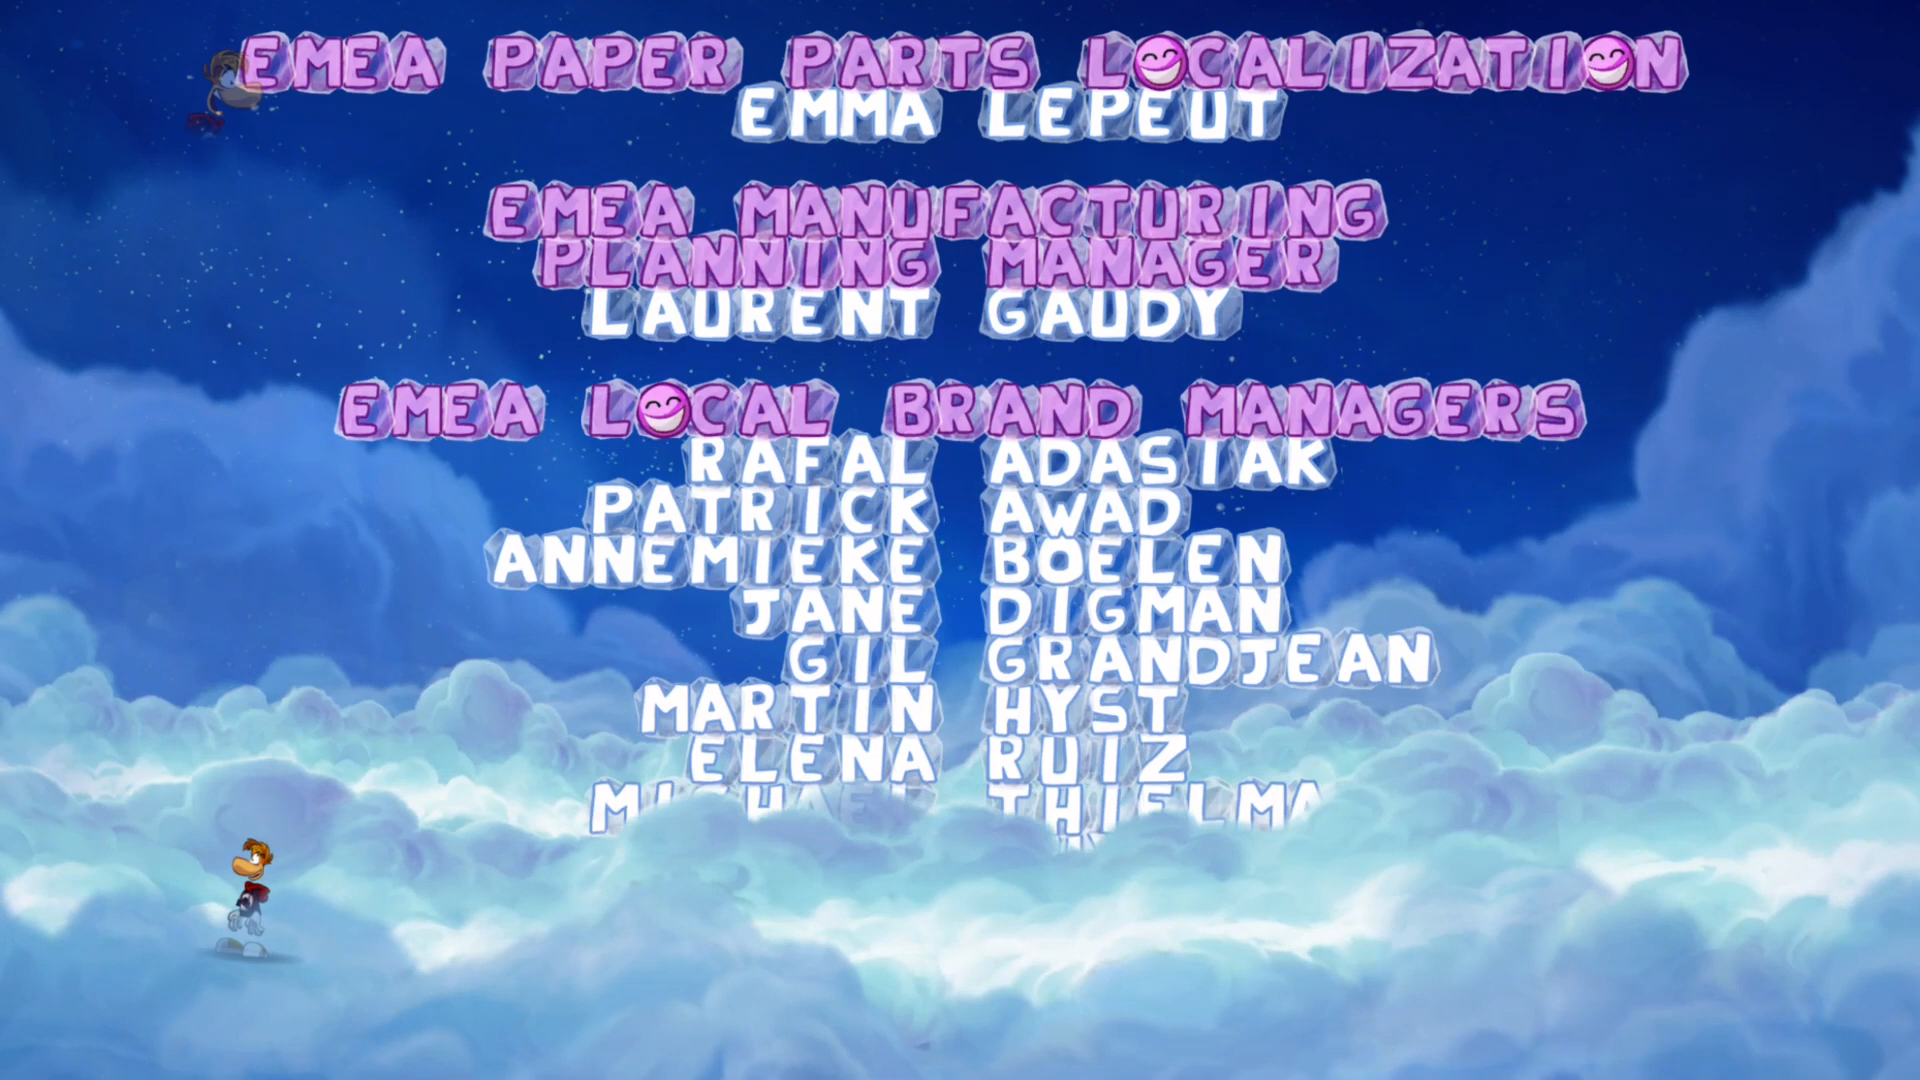 EMEA PAPER PARTS LOCALIZATION
EMMA LEPEUT
EMEA MANUFACTURING
PLANNING MANAGER
LAURENT GAUDY
EMEA LOCAL BRAND MANAGERS
RAFAL ADASIAK
PATRICK AWAD
ANNEMIEKE BOELEN
JANE DIGMAN
GIL GRANDJEAN
MARTIN HYST
ELENA RUIZ
MICHAEL